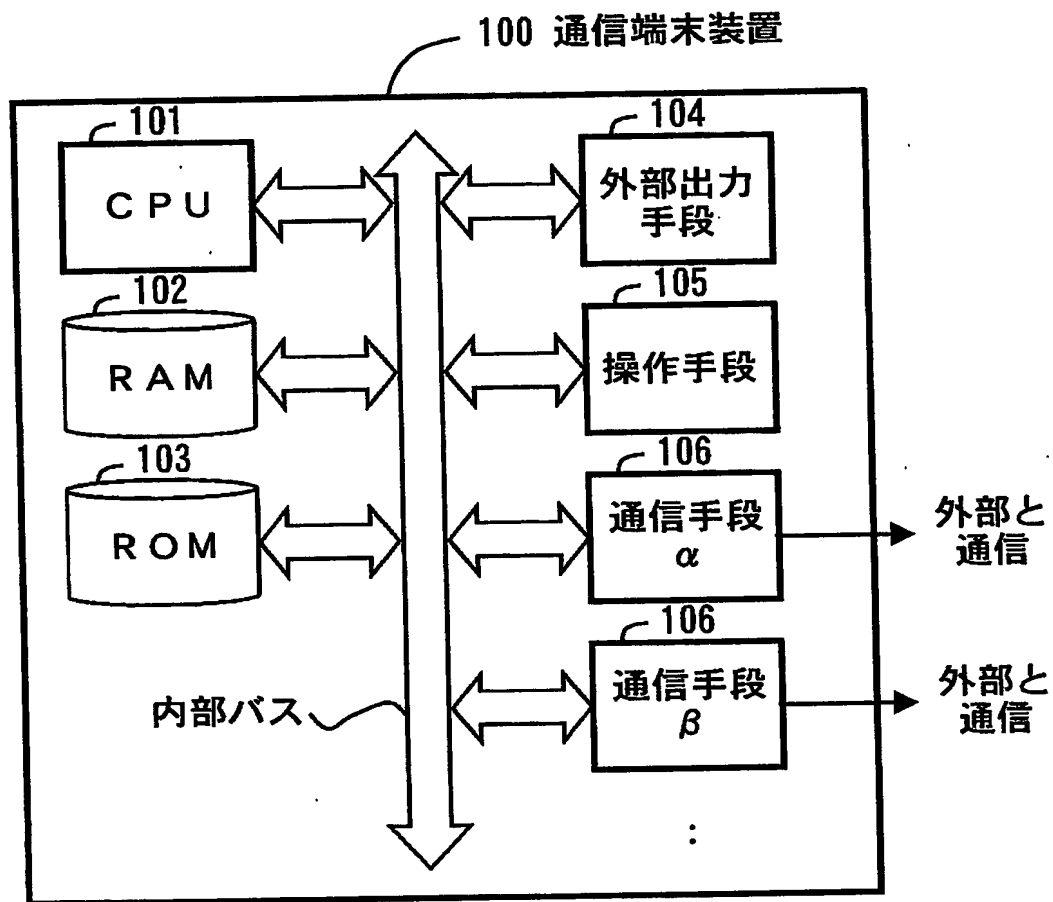 100 通信端末装置
101
CPU
102
RAM
103
ROM
内部バス
104
外部出力
手段
105
操作手段
106
通信手段
α
外部と
通信
106
通信手段
β
外部と
通信
: